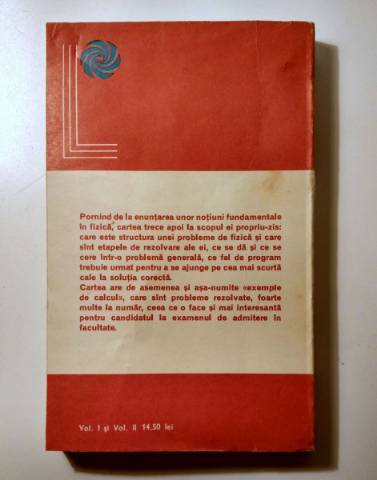 Pornind de la enunțarea unor noțiuni fundamentale
în fizică, cartea trece apoi la scopul ei propriu-zis:
care este structura unei probleme de fizică și care
sînt etapele de rezolvare ale ei, ce se dă și ce se
cere într-o problemă generală, ce fel de program
trebuie urmat pentru a se ajunge pe cea mai scurtă
cale la soluția corectă.
Cartea are de asemenea și așa-numite «exemple
de calcul», care sînt probleme rezolvate, foarte
multe la număr, ceea ce o face și mai interesantă
pentru candidatul la examenul de admitere în
facultate.
Vol. I și Vol. II 14,50 lei